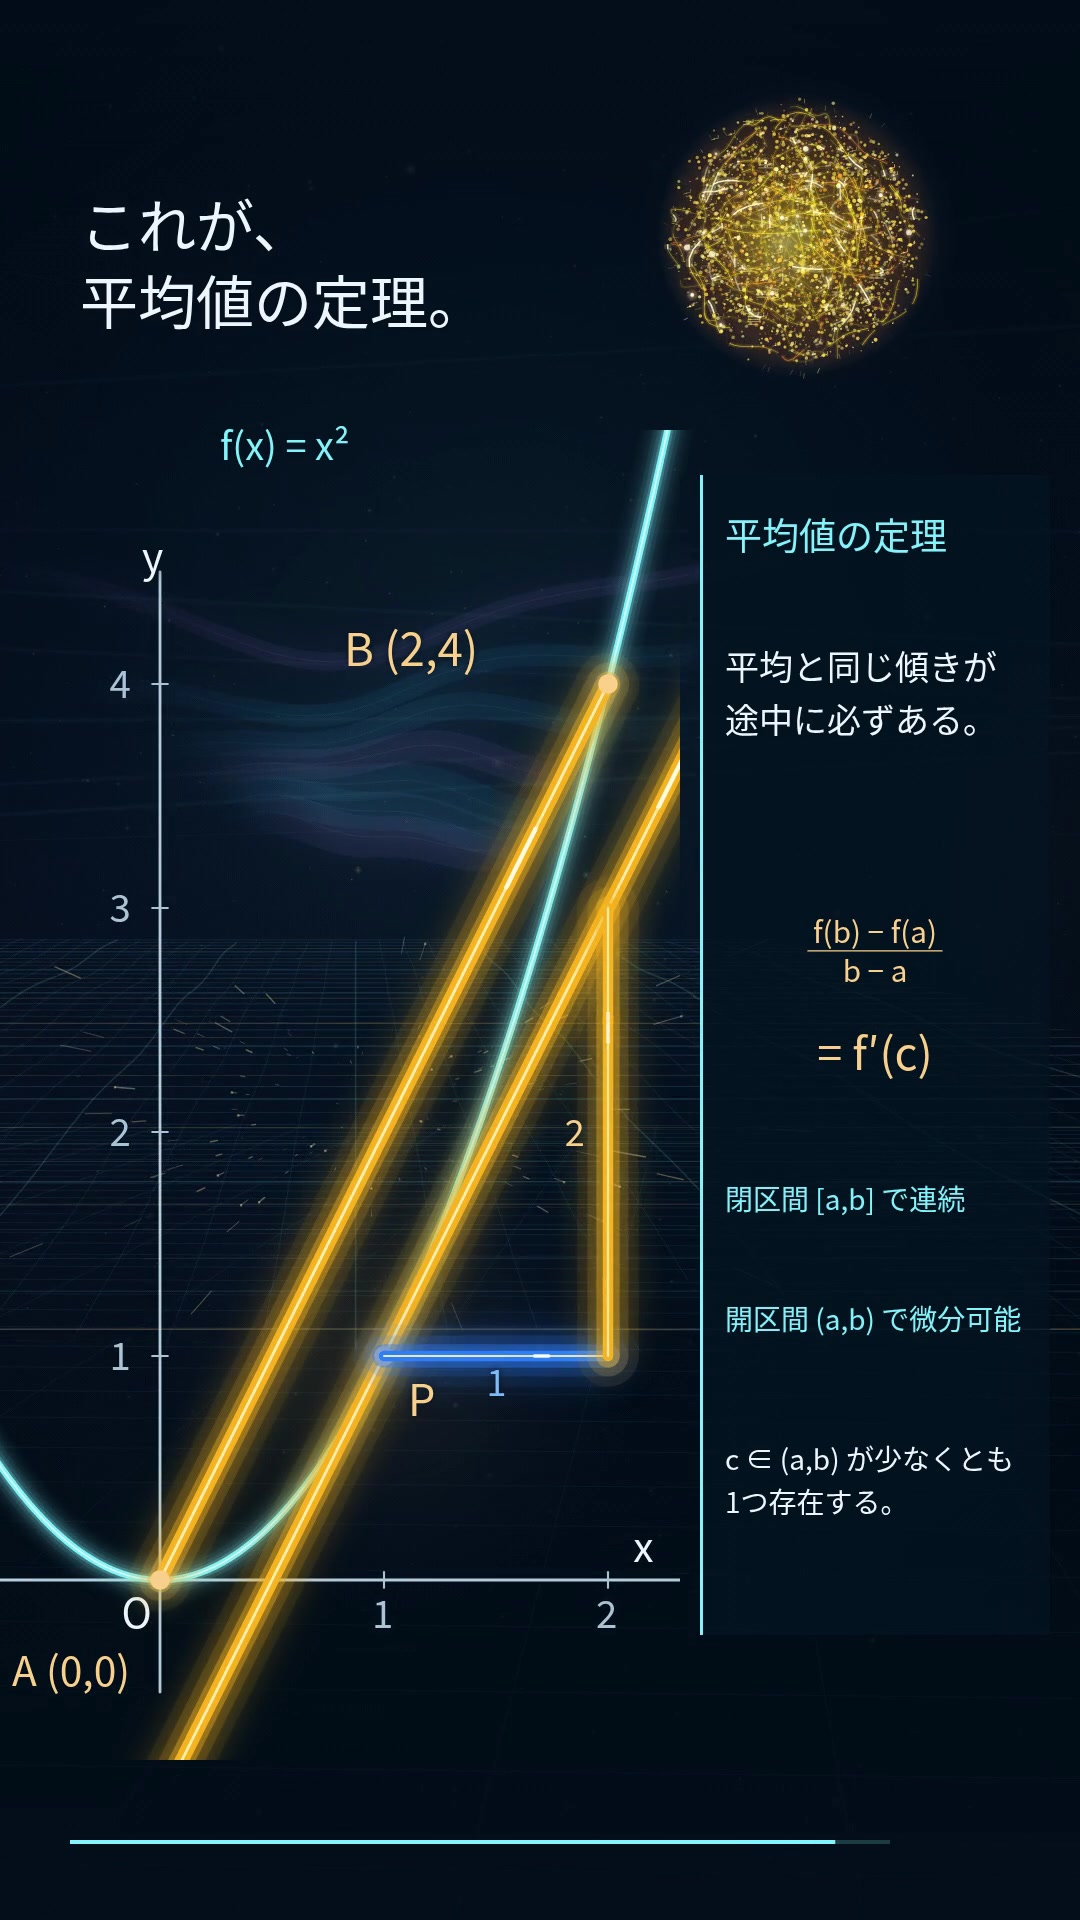 これが、
平均値の定理。
f(x) = x²
y
B (2,4)
4
3
2
1
2
1
P
x
O
1
2
A (0,0)
平均値の定理
平均と同じ傾きが
途中に必ずある。
f(b) − f(a)
b − a
= f′(c)
閉区間 [a,b] で連続
開区間 (a,b) で微分可能
c ∈ (a,b) が少なくとも
1つ存在する。